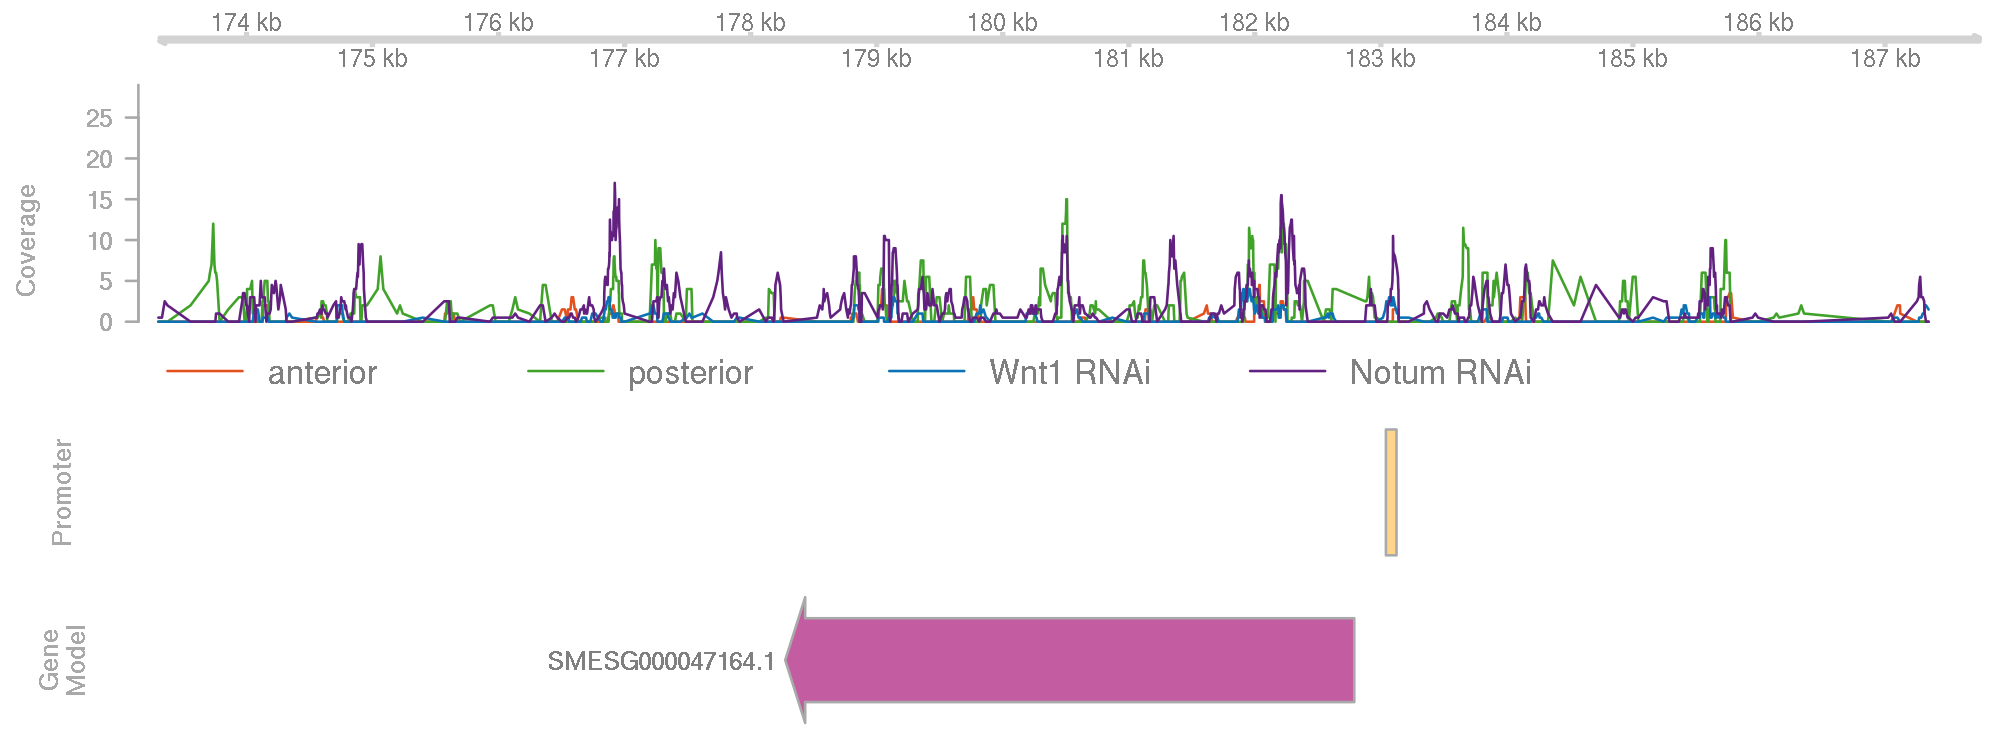 174 kb 176 kb 178 kb 180 kb 182 kb 184 kb 186 kb
175 kb 177 kb 179 kb 181 kb 183 kb 185 kb 187 kb
Coverage
25
20
15
10
5
0
anterior posterior Wnt1 RNAi Notum RNAi
Promoter
Gene
Model
SMESG000047164.1